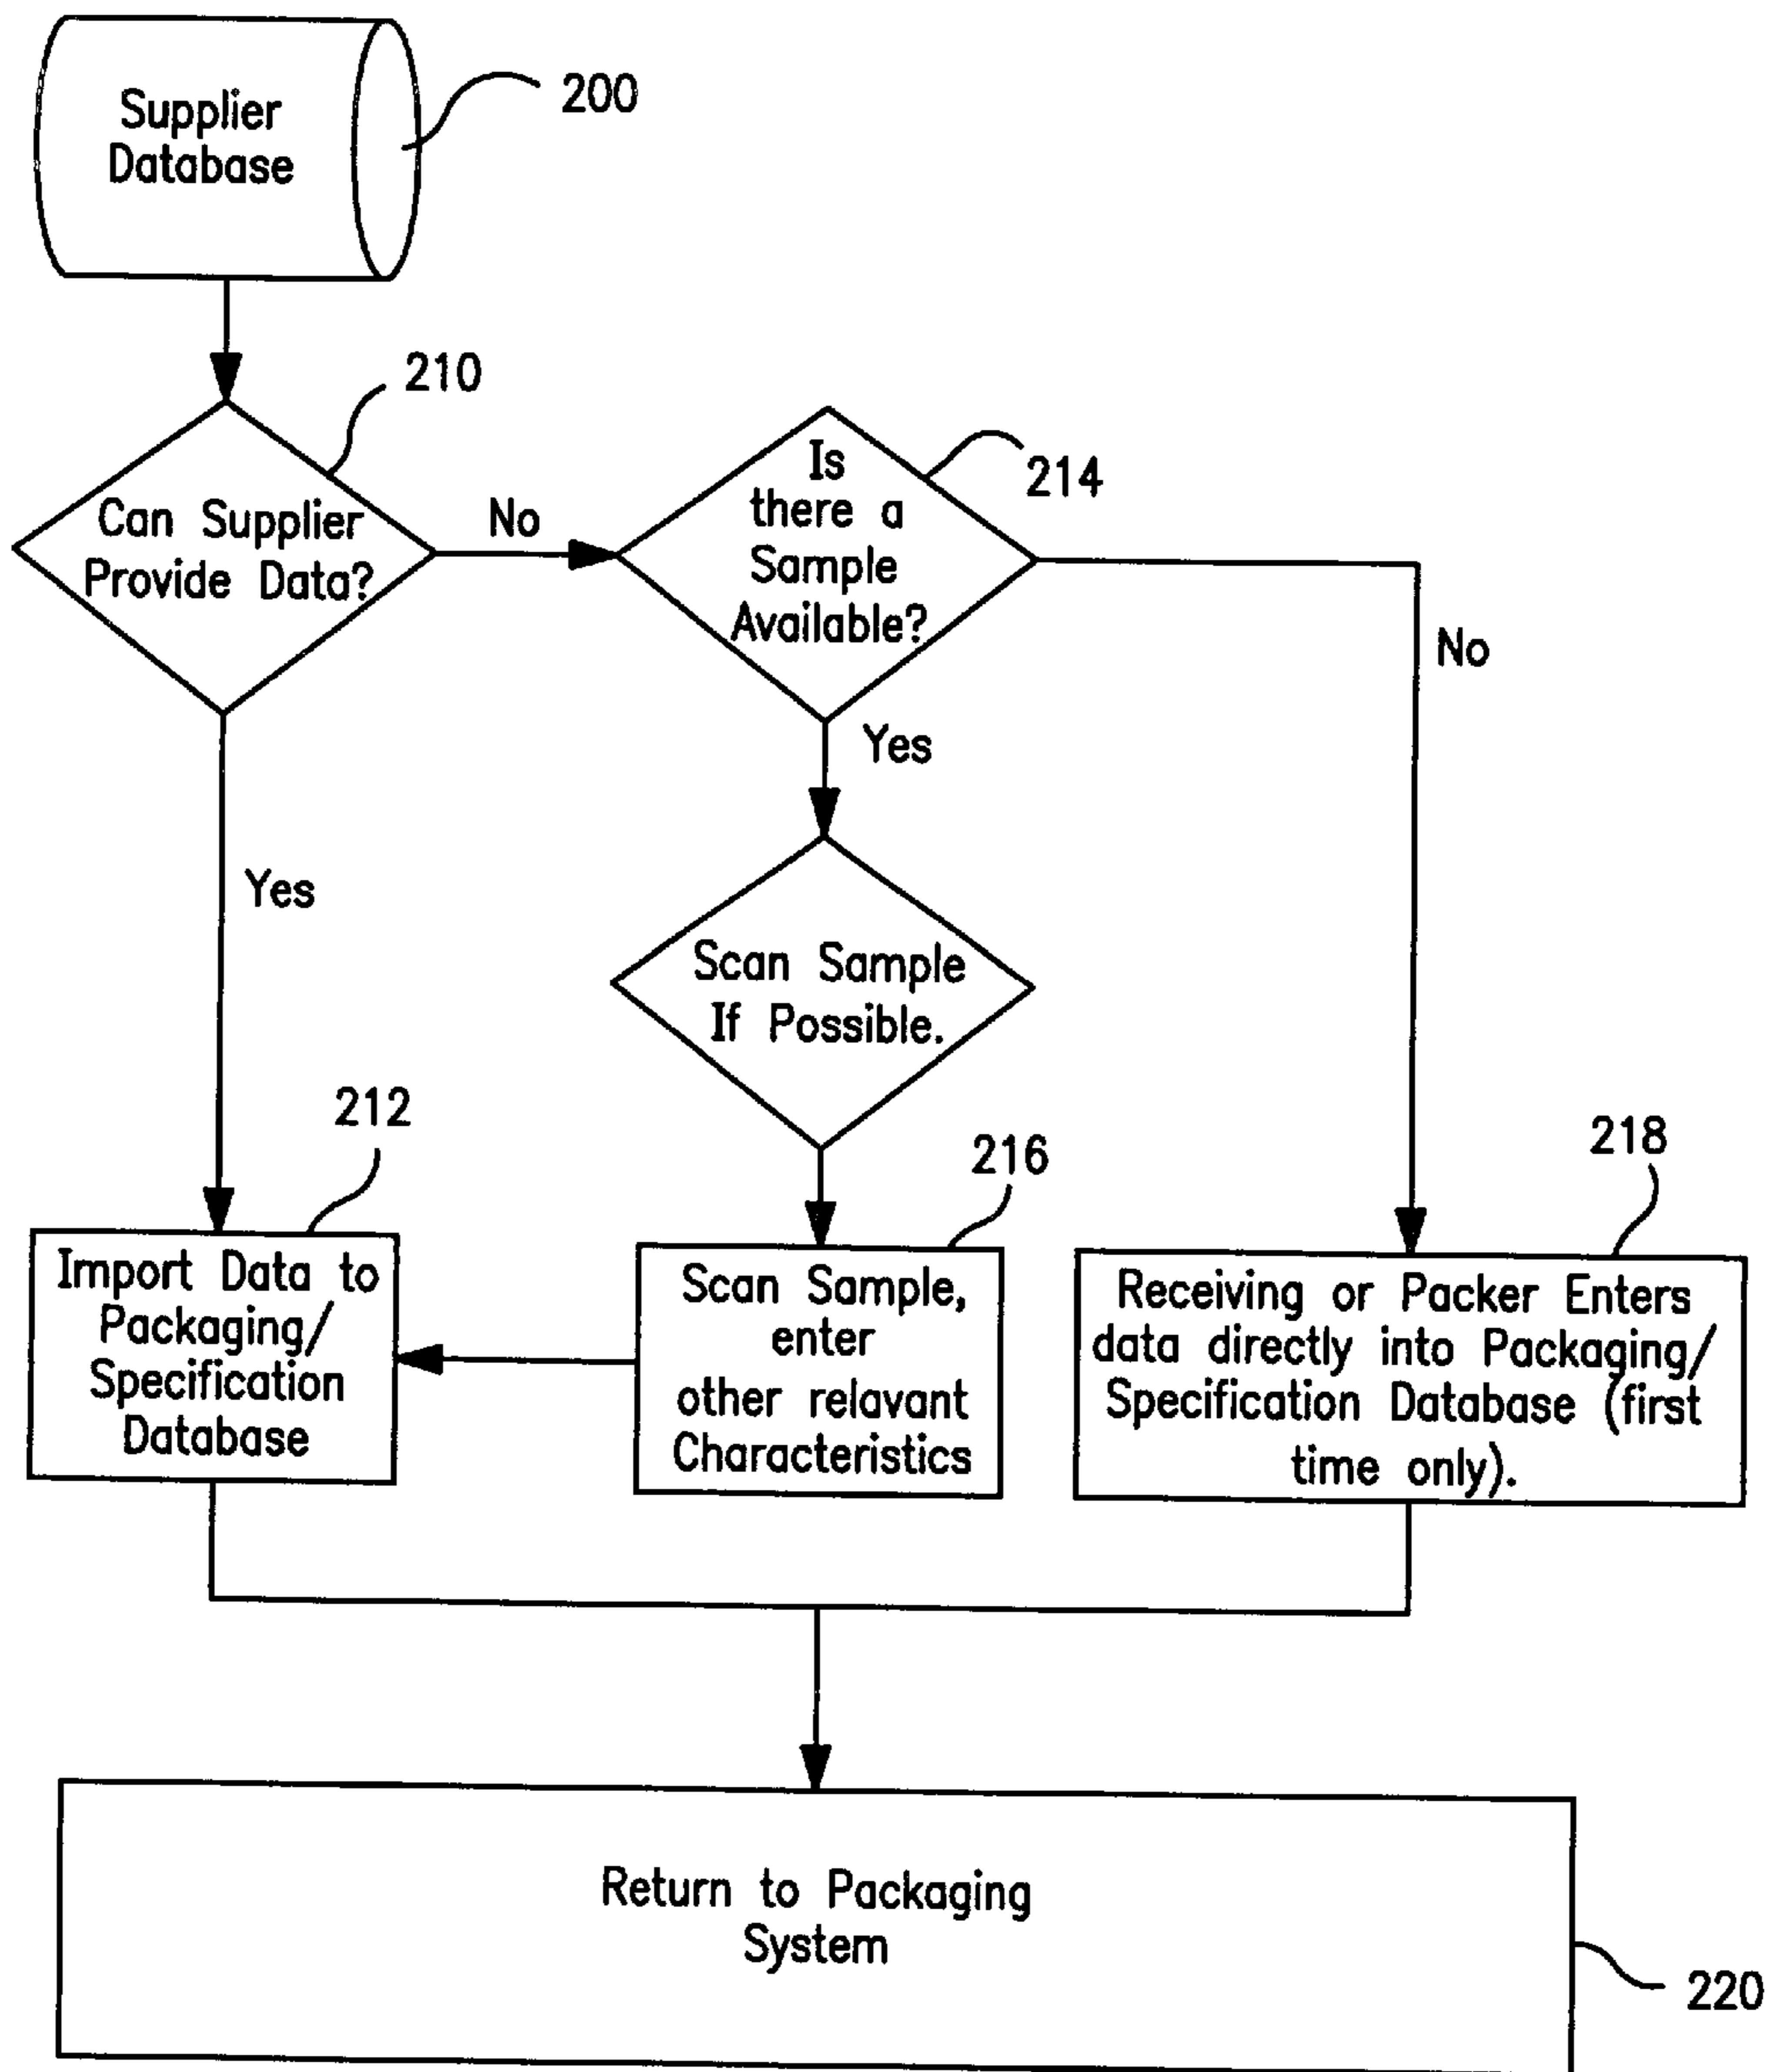 Supplier
Database
200
210
Can Supplier
Provide Data?
No
Is
there a
Sample
Available?
214
No
Yes
Yes
Scan Sample
If Possible.
212
Import Data to
Packaging/
Specification
Database
216
Scan Sample,
enter
other relavant
Characteristics
218
Receiving or Packer Enters
data directly into Packaging/
Specification Database (first
time only).
Return to Packaging
System
220